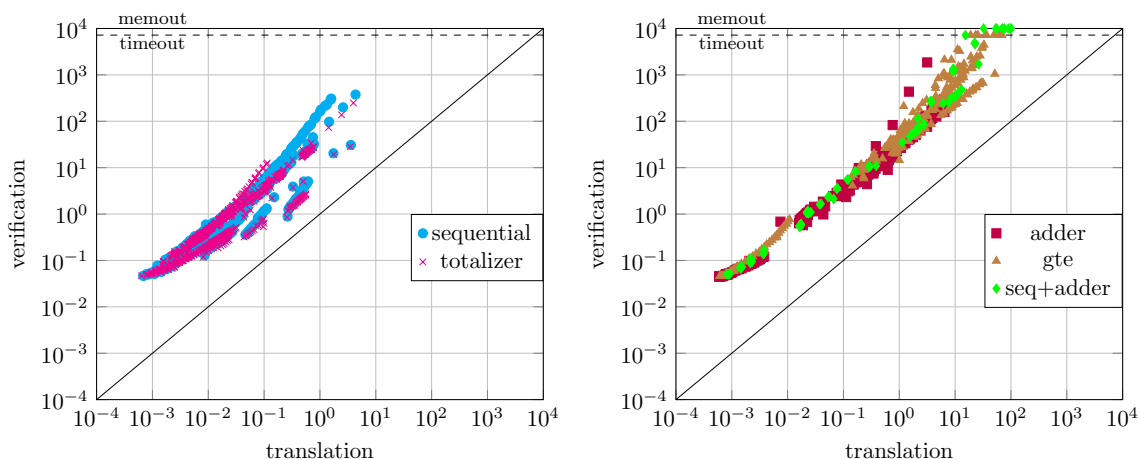 memout
timeout
10^4
10^3
10^2
10^1
10^0
10^−1
10^−2
10^−3
10^−4
verification
sequential
totalizer
10^−4 10^−3 10^−2 10^−1 10^0 10^1 10^2 10^3 10^4
translation
memout
timeout
10^4
10^3
10^2
10^1
10^0
10^−1
10^−2
10^−3
10^−4
verification
adder
gte
seq+adder
10^−4 10^−3 10^−2 10^−1 10^0 10^1 10^2 10^3 10^4
translation